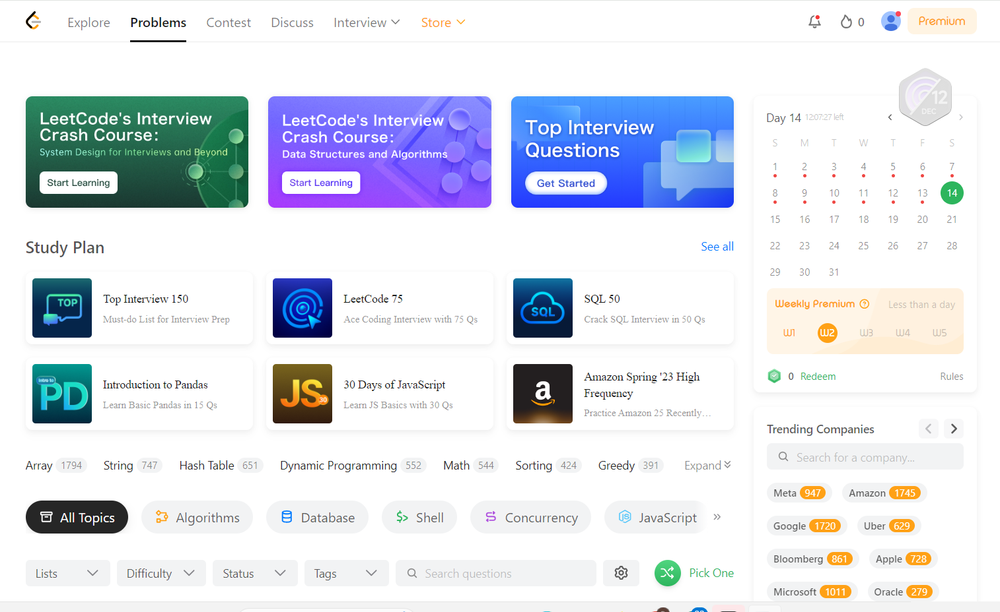 Explore Problems Contest Discuss Interview Store 0 Premium
LeetCode's Interview
Crash Course:
System Design for Interviews and Beyond
Start Learning
LeetCode's Interview
Crash Course:
Data Structures and Algorithms
Start Learning
Top Interview
Questions
Get Started
Study Plan See all
TOP
Top Interview 150
Must-do List for Interview Prep
LeetCode 75
Ace Coding Interview with 75 Qs
SQL
SQL 50
Crack SQL Interview in 50 Qs
Intro to
PD
Introduction to Pandas
Learn Basic Pandas in 15 Qs
JS 30
30 Days of JavaScript
Learn JS Basics with 30 Qs
a
Amazon Spring '23 High
Frequency
Practice Amazon 25 Recently...
Array 1794 String 747 Hash Table 651 Dynamic Programming 552 Math 544 Sorting 424 Greedy 391 Expand
All Topics Algorithms Database $ Shell Concurrency JS JavaScript
Lists Difficulty Status Tags Search questions Pick One
12
DEC
Day 14 12:07:27 left
S M T W T F S
1 2 3 4 5 6 7
8 9 10 11 12 13 14
15 16 17 18 19 20 21
22 23 24 25 26 27 28
29 30 31
Weekly Premium ? Less than a day
W1 W2 W3 W4 W5
0 Redeem Rules
Trending Companies
Search for a company...
Meta 947 Amazon 1745
Google 1720 Uber 629
Bloomberg 861 Apple 728
Microsoft 1011 Oracle 279